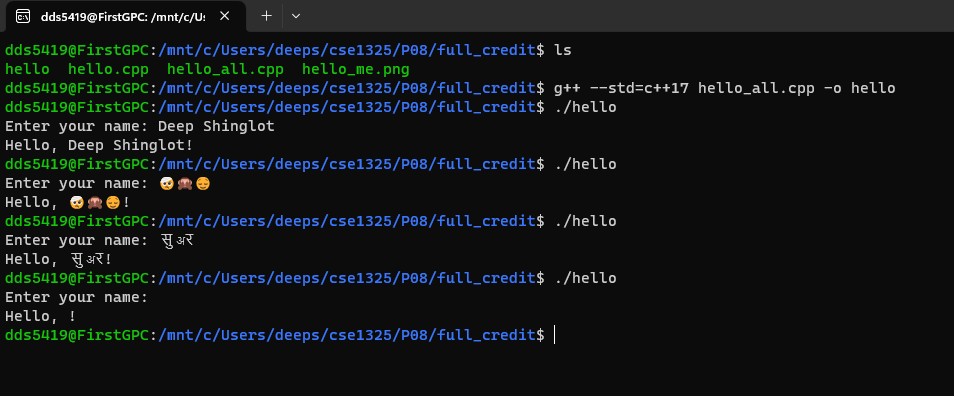 dds5419@FirstGPC: /mnt/c/Us
dds5419@FirstGPC:/mnt/c/Users/deeps/cse1325/P08/full_credit$ ls
hello hello.cpp hello_all.cpp hello_me.png
dds5419@FirstGPC:/mnt/c/Users/deeps/cse1325/P08/full_credit$ g++ --std=c++17 hello_all.cpp -o hello
dds5419@FirstGPC:/mnt/c/Users/deeps/cse1325/P08/full_credit$ ./hello
Enter your name: Deep Shinglot
Hello, Deep Shinglot!
dds5419@FirstGPC:/mnt/c/Users/deeps/cse1325/P08/full_credit$ ./hello
Enter your name: 🤕🙈😌
Hello, 🤕🙈😌!
dds5419@FirstGPC:/mnt/c/Users/deeps/cse1325/P08/full_credit$ ./hello
Enter your name: सुअर
Hello, सुअर!
dds5419@FirstGPC:/mnt/c/Users/deeps/cse1325/P08/full_credit$ ./hello
Enter your name:
Hello, !
dds5419@FirstGPC:/mnt/c/Users/deeps/cse1325/P08/full_credit$